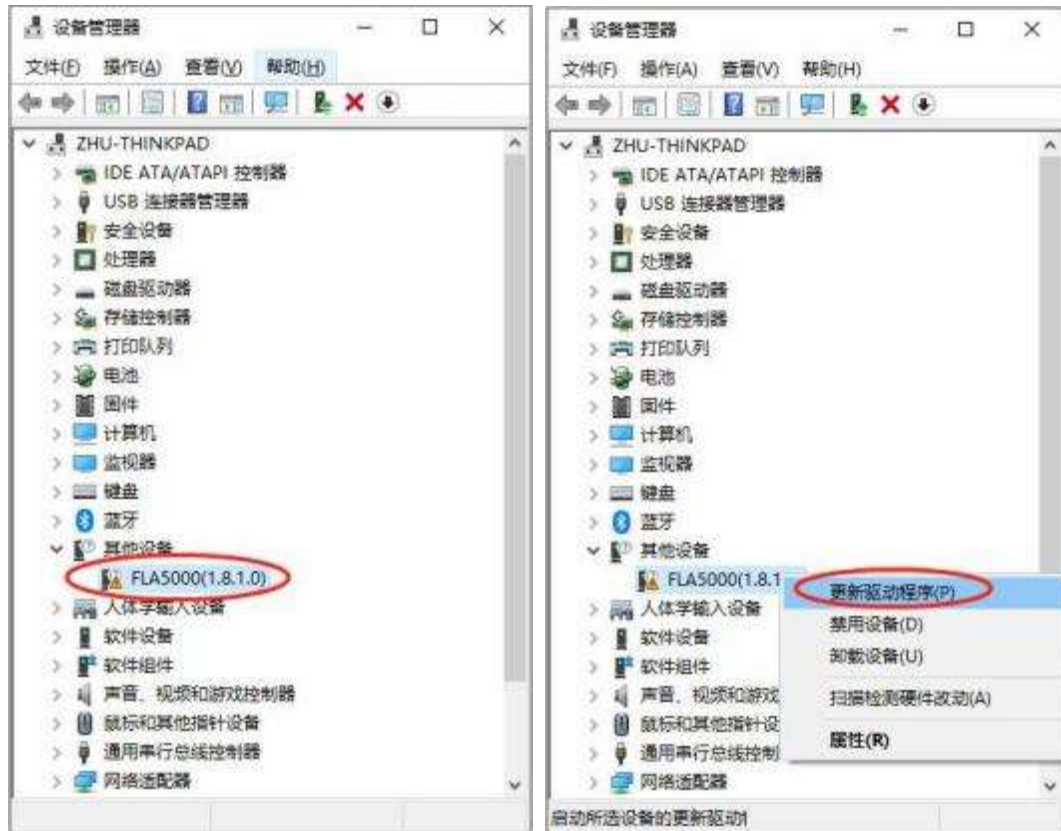 设备管理器
文件(F) 操作(A) 查看(V) 帮助(H)
ZHU-THINKPAD
IDE ATA/ATAPI 控制器
USB 连接器管理器
安全设备
处理器
磁盘驱动器
存储控制器
打印队列
电池
固件
计算机
监视器
键盘
蓝牙
其他设备
FLA5000(1.8.1.0)
人体学输入设备
软件设备
软件组件
声音、视频和游戏控制器
鼠标和其他指针设备
通用串行总线控制器
网络适配器
设备管理器
文件(F) 操作(A) 查看(V) 帮助(H)
ZHU-THINKPAD
IDE ATA/ATAPI 控制器
USB 连接器管理器
安全设备
处理器
磁盘驱动器
存储控制器
打印队列
电池
固件
计算机
监视器
键盘
蓝牙
其他设备
FLA5000(1.8.1
人体学输入设备
软件设备
软件组件
声音、视频和游戏
鼠标和其他指针设
通用串行总线控制
网络适配器
更新驱动程序(P)
禁用设备(D)
卸载设备(U)
扫描检测硬件改动(A)
属性(R)
启动所选设备的更新驱动